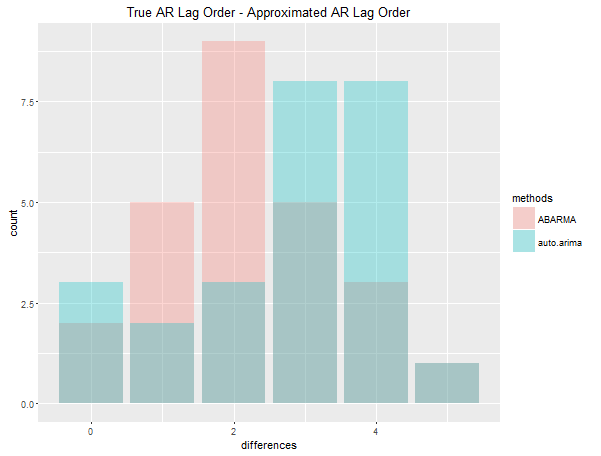 True AR Lag Order - Approximated AR Lag Order
7.5
5.0
2.5
0.0
count
0 2 4
differences
methods
ABARMA
auto.arima